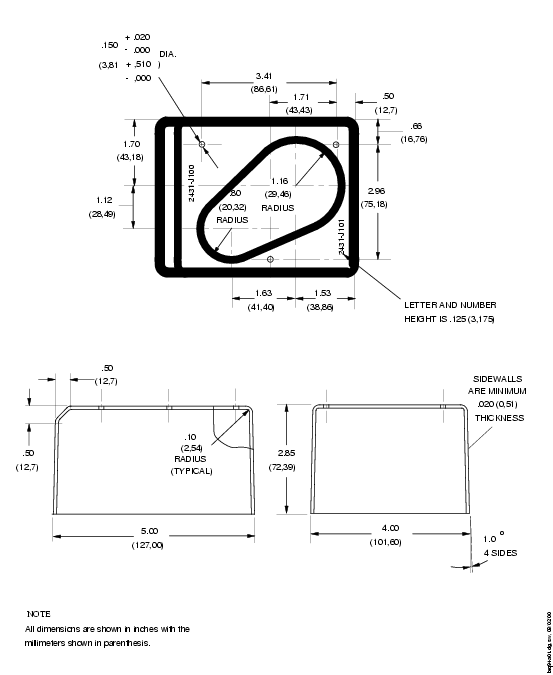 + .020
.150 - .000 DIA.
(3,81 + ,510 )
- ,000
3.41
(86,61)
1.71
(43,43)
.50
(12,7)
.66
(16,76)
1.70
(43,18)
2431-J100
1.12
(28,49)
.80
(20,32)
RADIUS
1.16
(29,46)
RADIUS
2.96
(75,18)
2431-J101
1.63
(41,40)
1.53
(38,86)
LETTER AND NUMBER
HEIGHT IS .125 (3,175)
.50
(12,7)
.50
(12,7)
.10
(2,54)
RADIUS
(TYPICAL)
5.00
(127,00)
2.85
(72,39)
SIDEWALLS
ARE MINIMUM
.020 (0,51)
THICKNESS
4.00
(101,60)
1.0 °
4 SIDES
NOTE
All dimensions are shown in inches with the
millimeters shown in parenthesis.